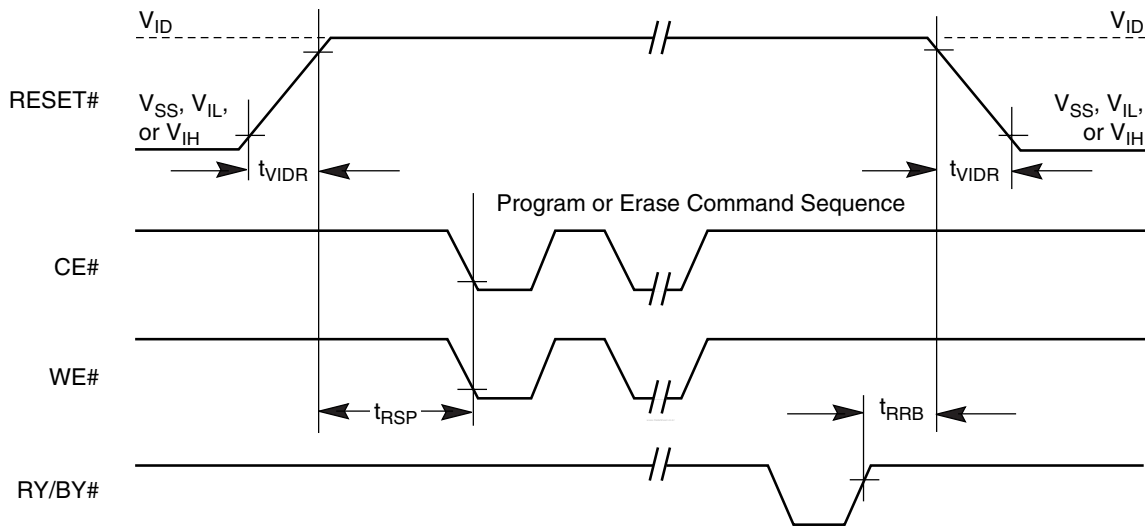 V_ID
V_ID
RESET#
V_SS, V_IL,
or V_IH
V_SS, V_IL,
or V_IH
t_VIDR
t_VIDR
Program or Erase Command Sequence
CE#
WE#
t_RSP
t_RRB
RY/BY#